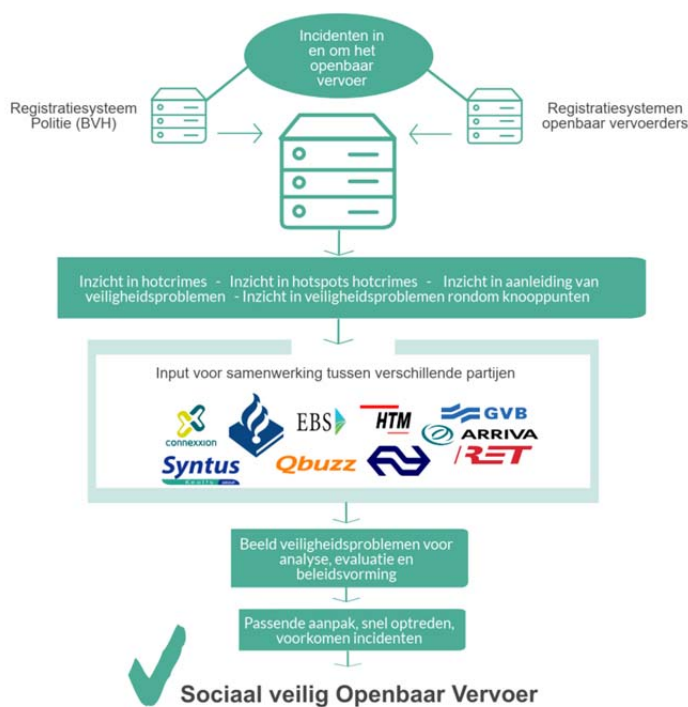 Incidenten in
en om het
openbaar
vervoer
Registratiesysteem
Politie (BVH)
Registratiesystemen
openbaar vervoerders
Inzicht in hotcrimes - Inzicht in hotspots hotcrimes - Inzicht in aanleiding van
veiligheidsproblemen - Inzicht in veiligheidsproblemen rondom knooppunten
Input voor samenwerking tussen verschillende partijen
connexxion
EBS
HTM
GVB
ARRIVA
Syntus
Keolis
Qbuzz
RET
Beeld veiligheidsproblemen voor
analyse, evaluatie en
beleidsvorming
Passende aanpak, snel optreden,
voorkomen incidenten
Sociaal veilig Openbaar Vervoer